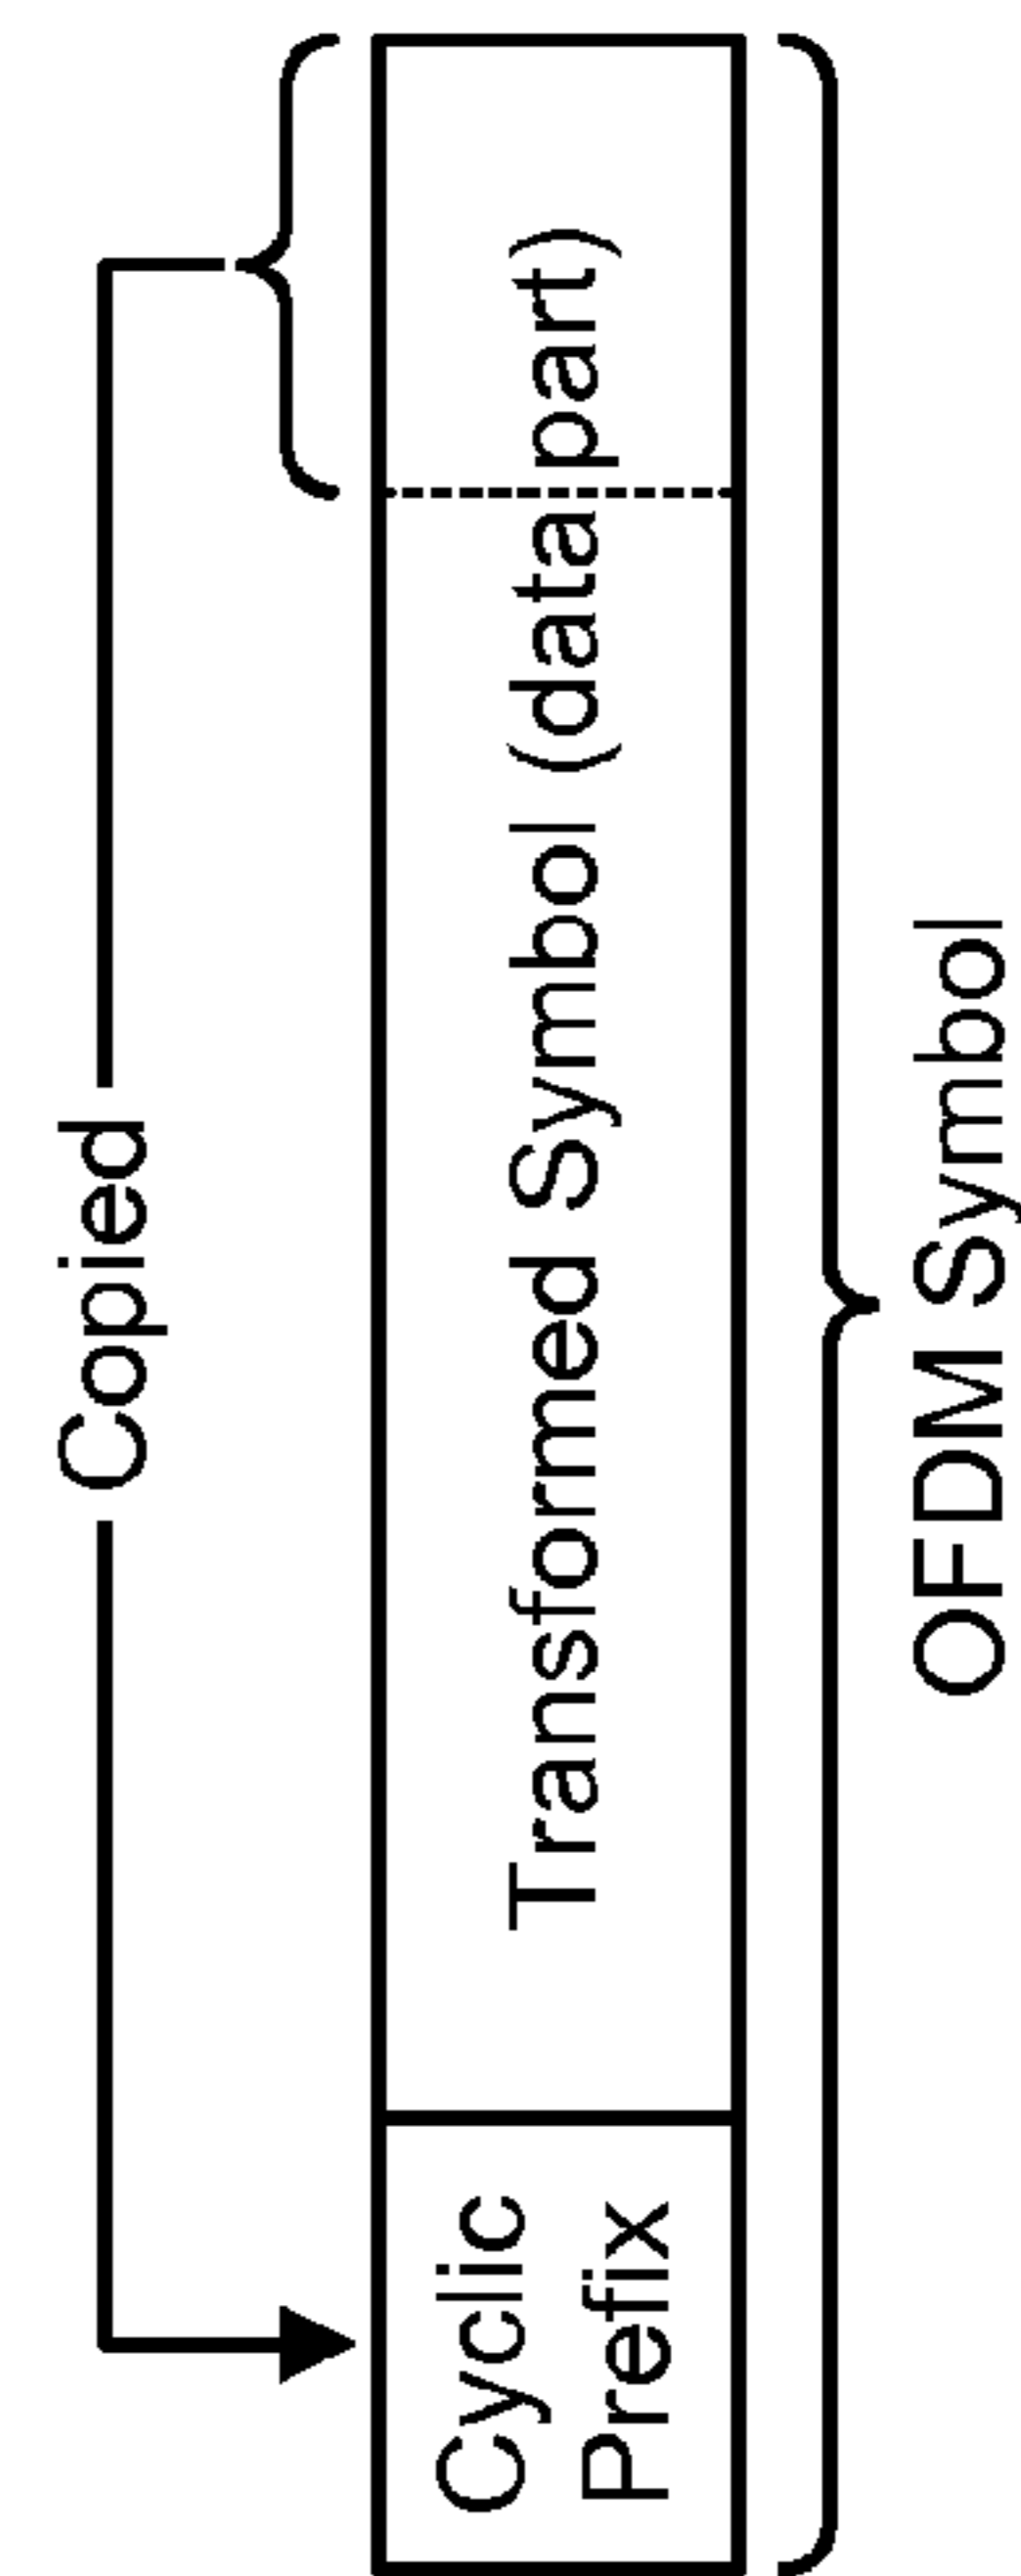 Copied
Cyclic
Prefix
Transformed Symbol (data part)
OFDM Symbol